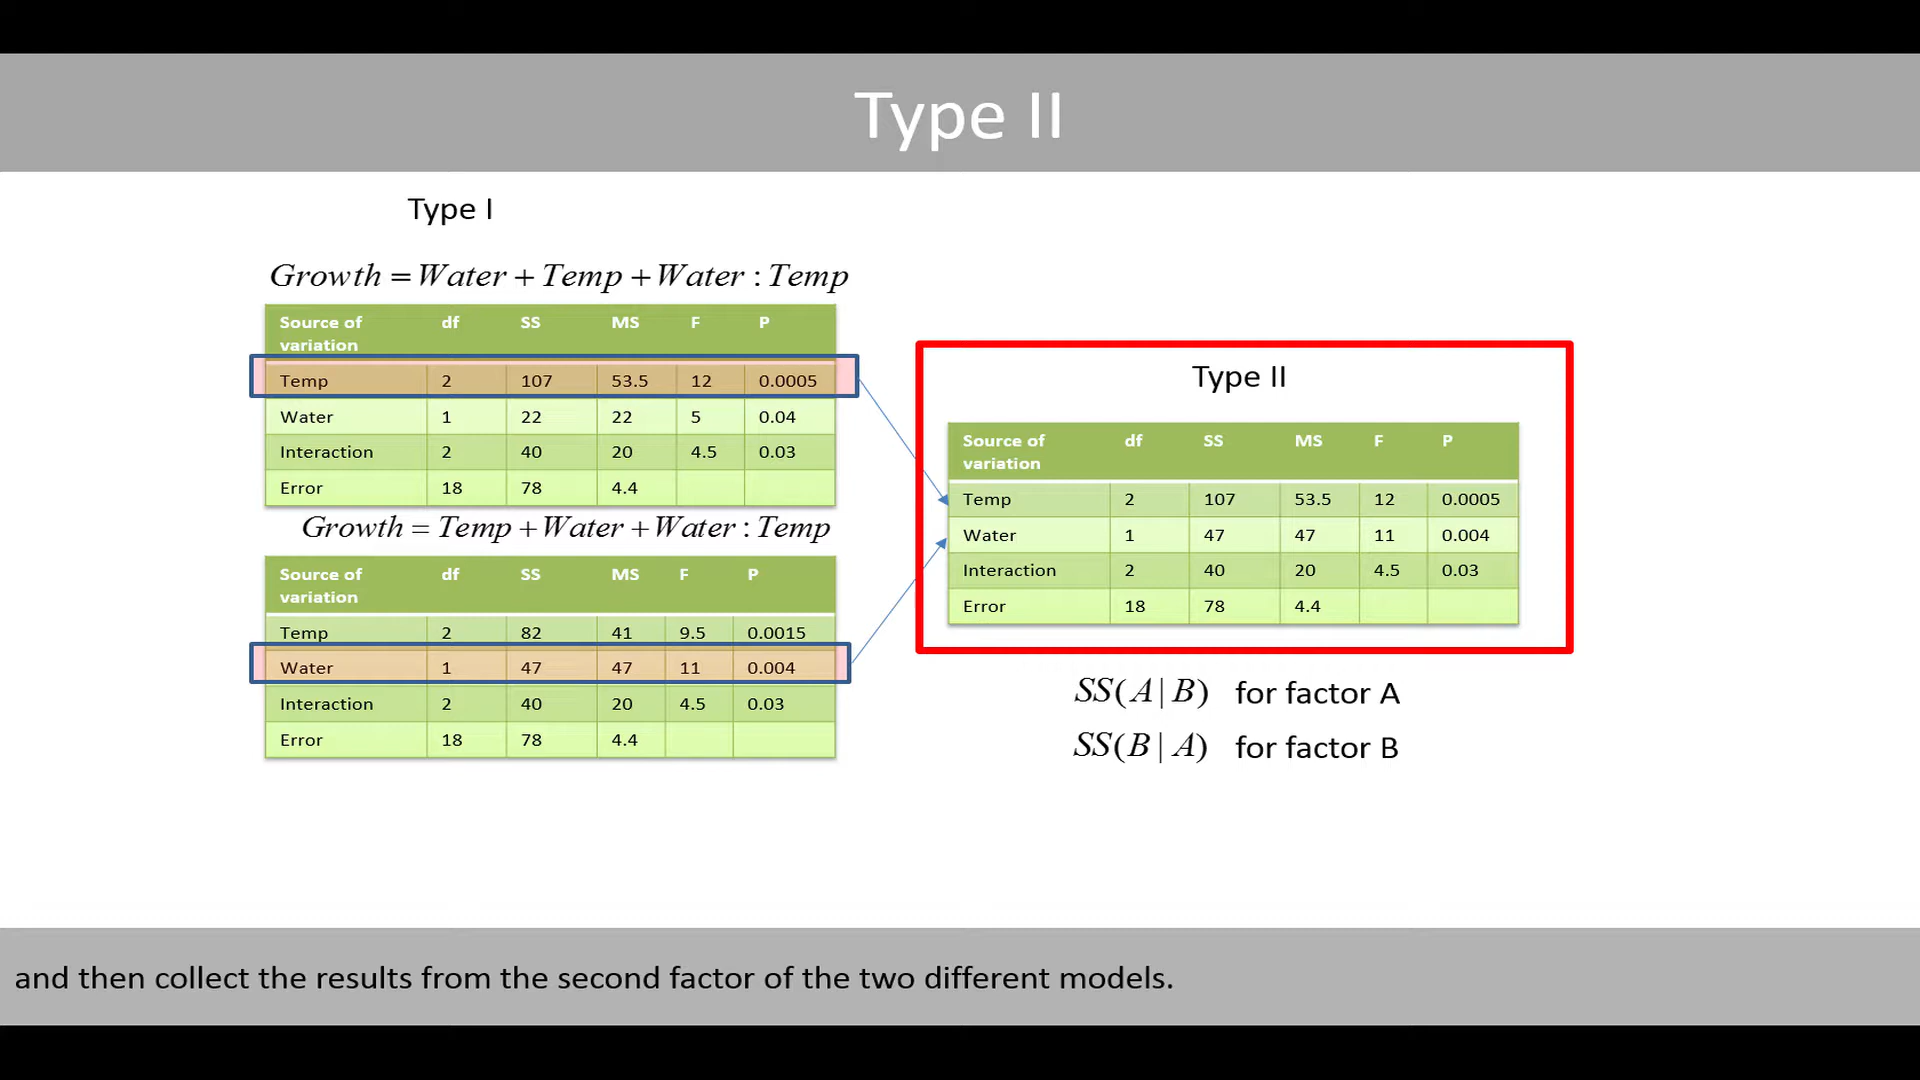 Type II
Type I
Growth = Water + Temp + Water : Temp
Source of variation df SS MS F P
Temp 2 107 53.5 12 0.0005
Water 1 22 22 5 0.04
Interaction 2 40 20 4.5 0.03
Error 18 78 4.4
Growth = Temp + Water + Water : Temp
Source of variation df SS MS F P
Temp 2 82 41 9.5 0.0015
Water 1 47 47 11 0.004
Interaction 2 40 20 4.5 0.03
Error 18 78 4.4
Type II
Source of variation df SS MS F P
Temp 2 107 53.5 12 0.0005
Water 1 47 47 11 0.004
Interaction 2 40 20 4.5 0.03
Error 18 78 4.4
SS(A | B) for factor A
SS(B | A) for factor B
and then collect the results from the second factor of the two different models.